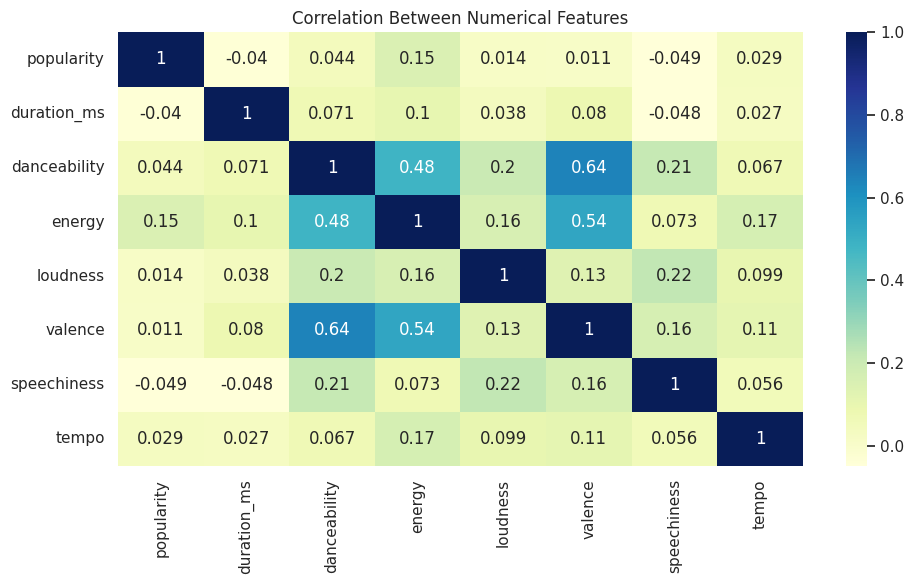 Correlation Between Numerical Features
popularity 1 -0.04 0.044 0.15 0.014 0.011 -0.049 0.029
duration_ms -0.04 1 0.071 0.1 0.038 0.08 -0.048 0.027
danceability 0.044 0.071 1 0.48 0.2 0.64 0.21 0.067
energy 0.15 0.1 0.48 1 0.16 0.54 0.073 0.17
loudness 0.014 0.038 0.2 0.16 1 0.13 0.22 0.099
valence 0.011 0.08 0.64 0.54 0.13 1 0.16 0.11
speechiness -0.049 -0.048 0.21 0.073 0.22 0.16 1 0.056
tempo 0.029 0.027 0.067 0.17 0.099 0.11 0.056 1
popularity duration_ms danceability energy loudness valence speechiness tempo
1.0
0.8
0.6
0.4
0.2
0.0